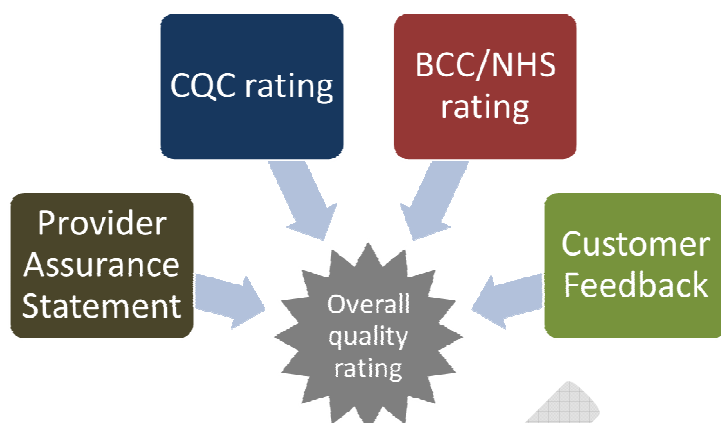 CQC rating
BCC/NHS
rating
Provider
Assurance
Statement
Customer
Feedback
Overall
quality
rating